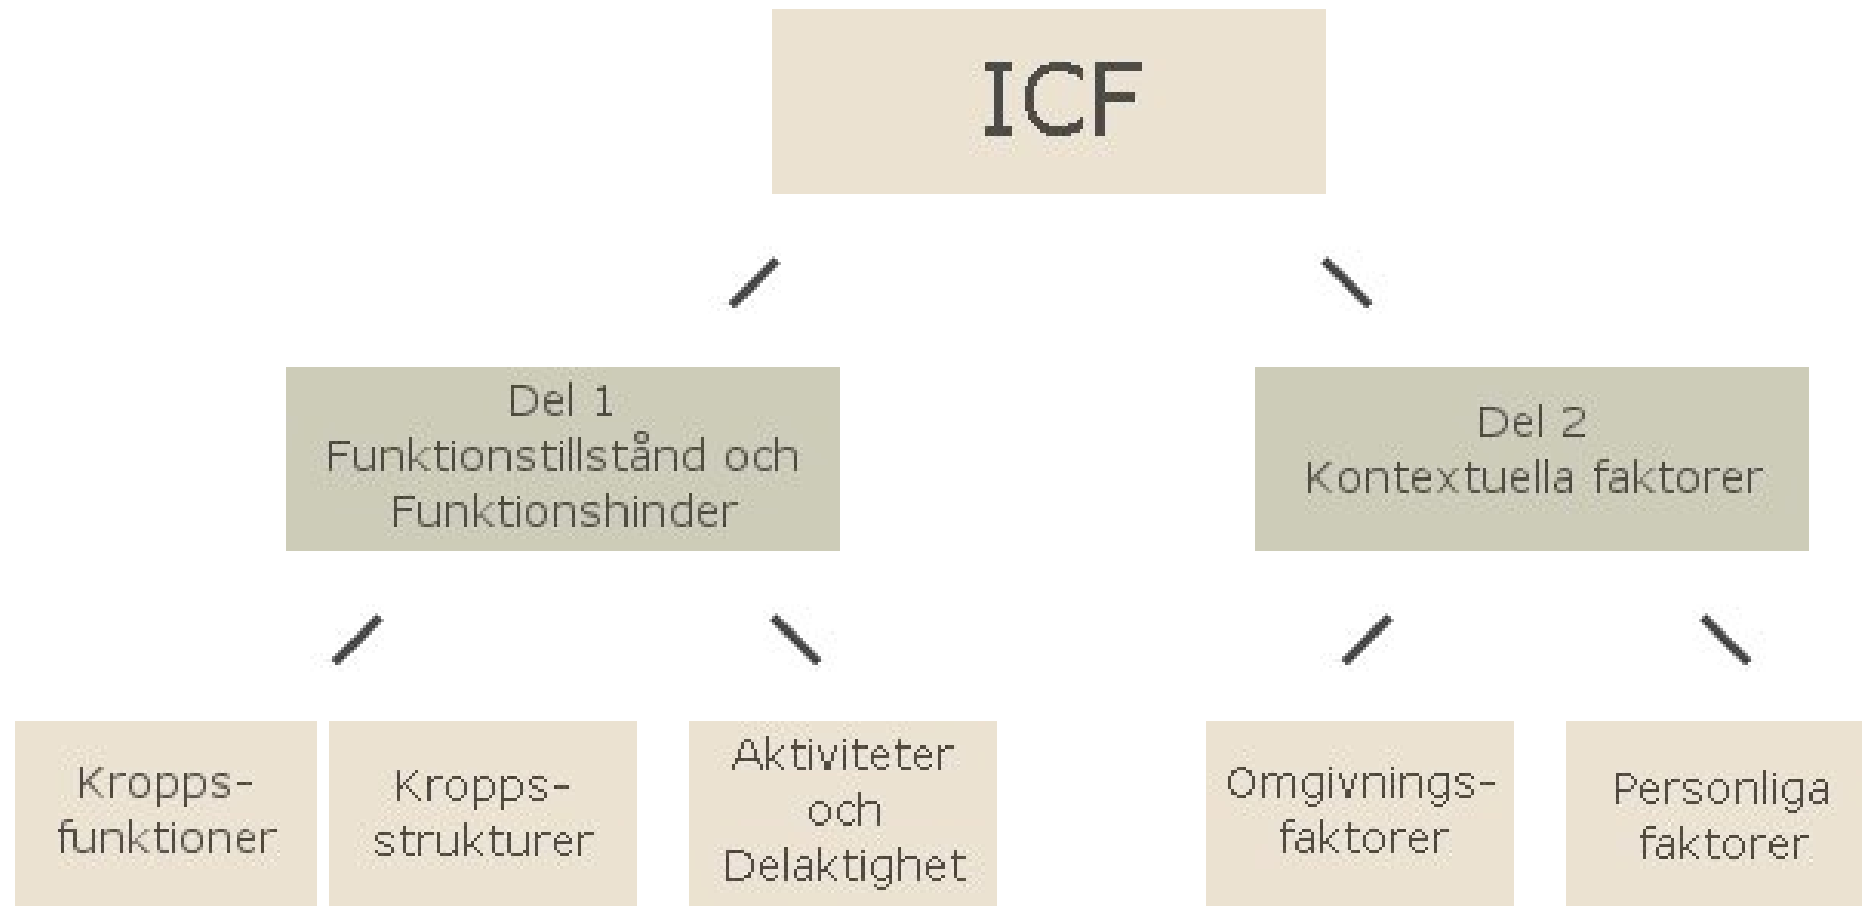 ICF
Del 1
Funktionstillstånd och
Funktionshinder
Del 2
Kontextuella faktorer
Kropps-
funktioner
Kropps-
strukturer
Aktiviteter
och
Delaktighet
Omgivnings-
faktorer
Personliga
faktorer